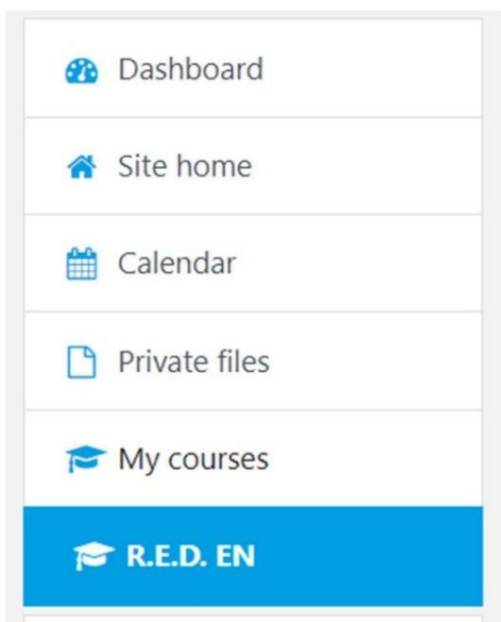 Dashboard
Site home
Calendar
Private files
My courses
R.E.D. EN